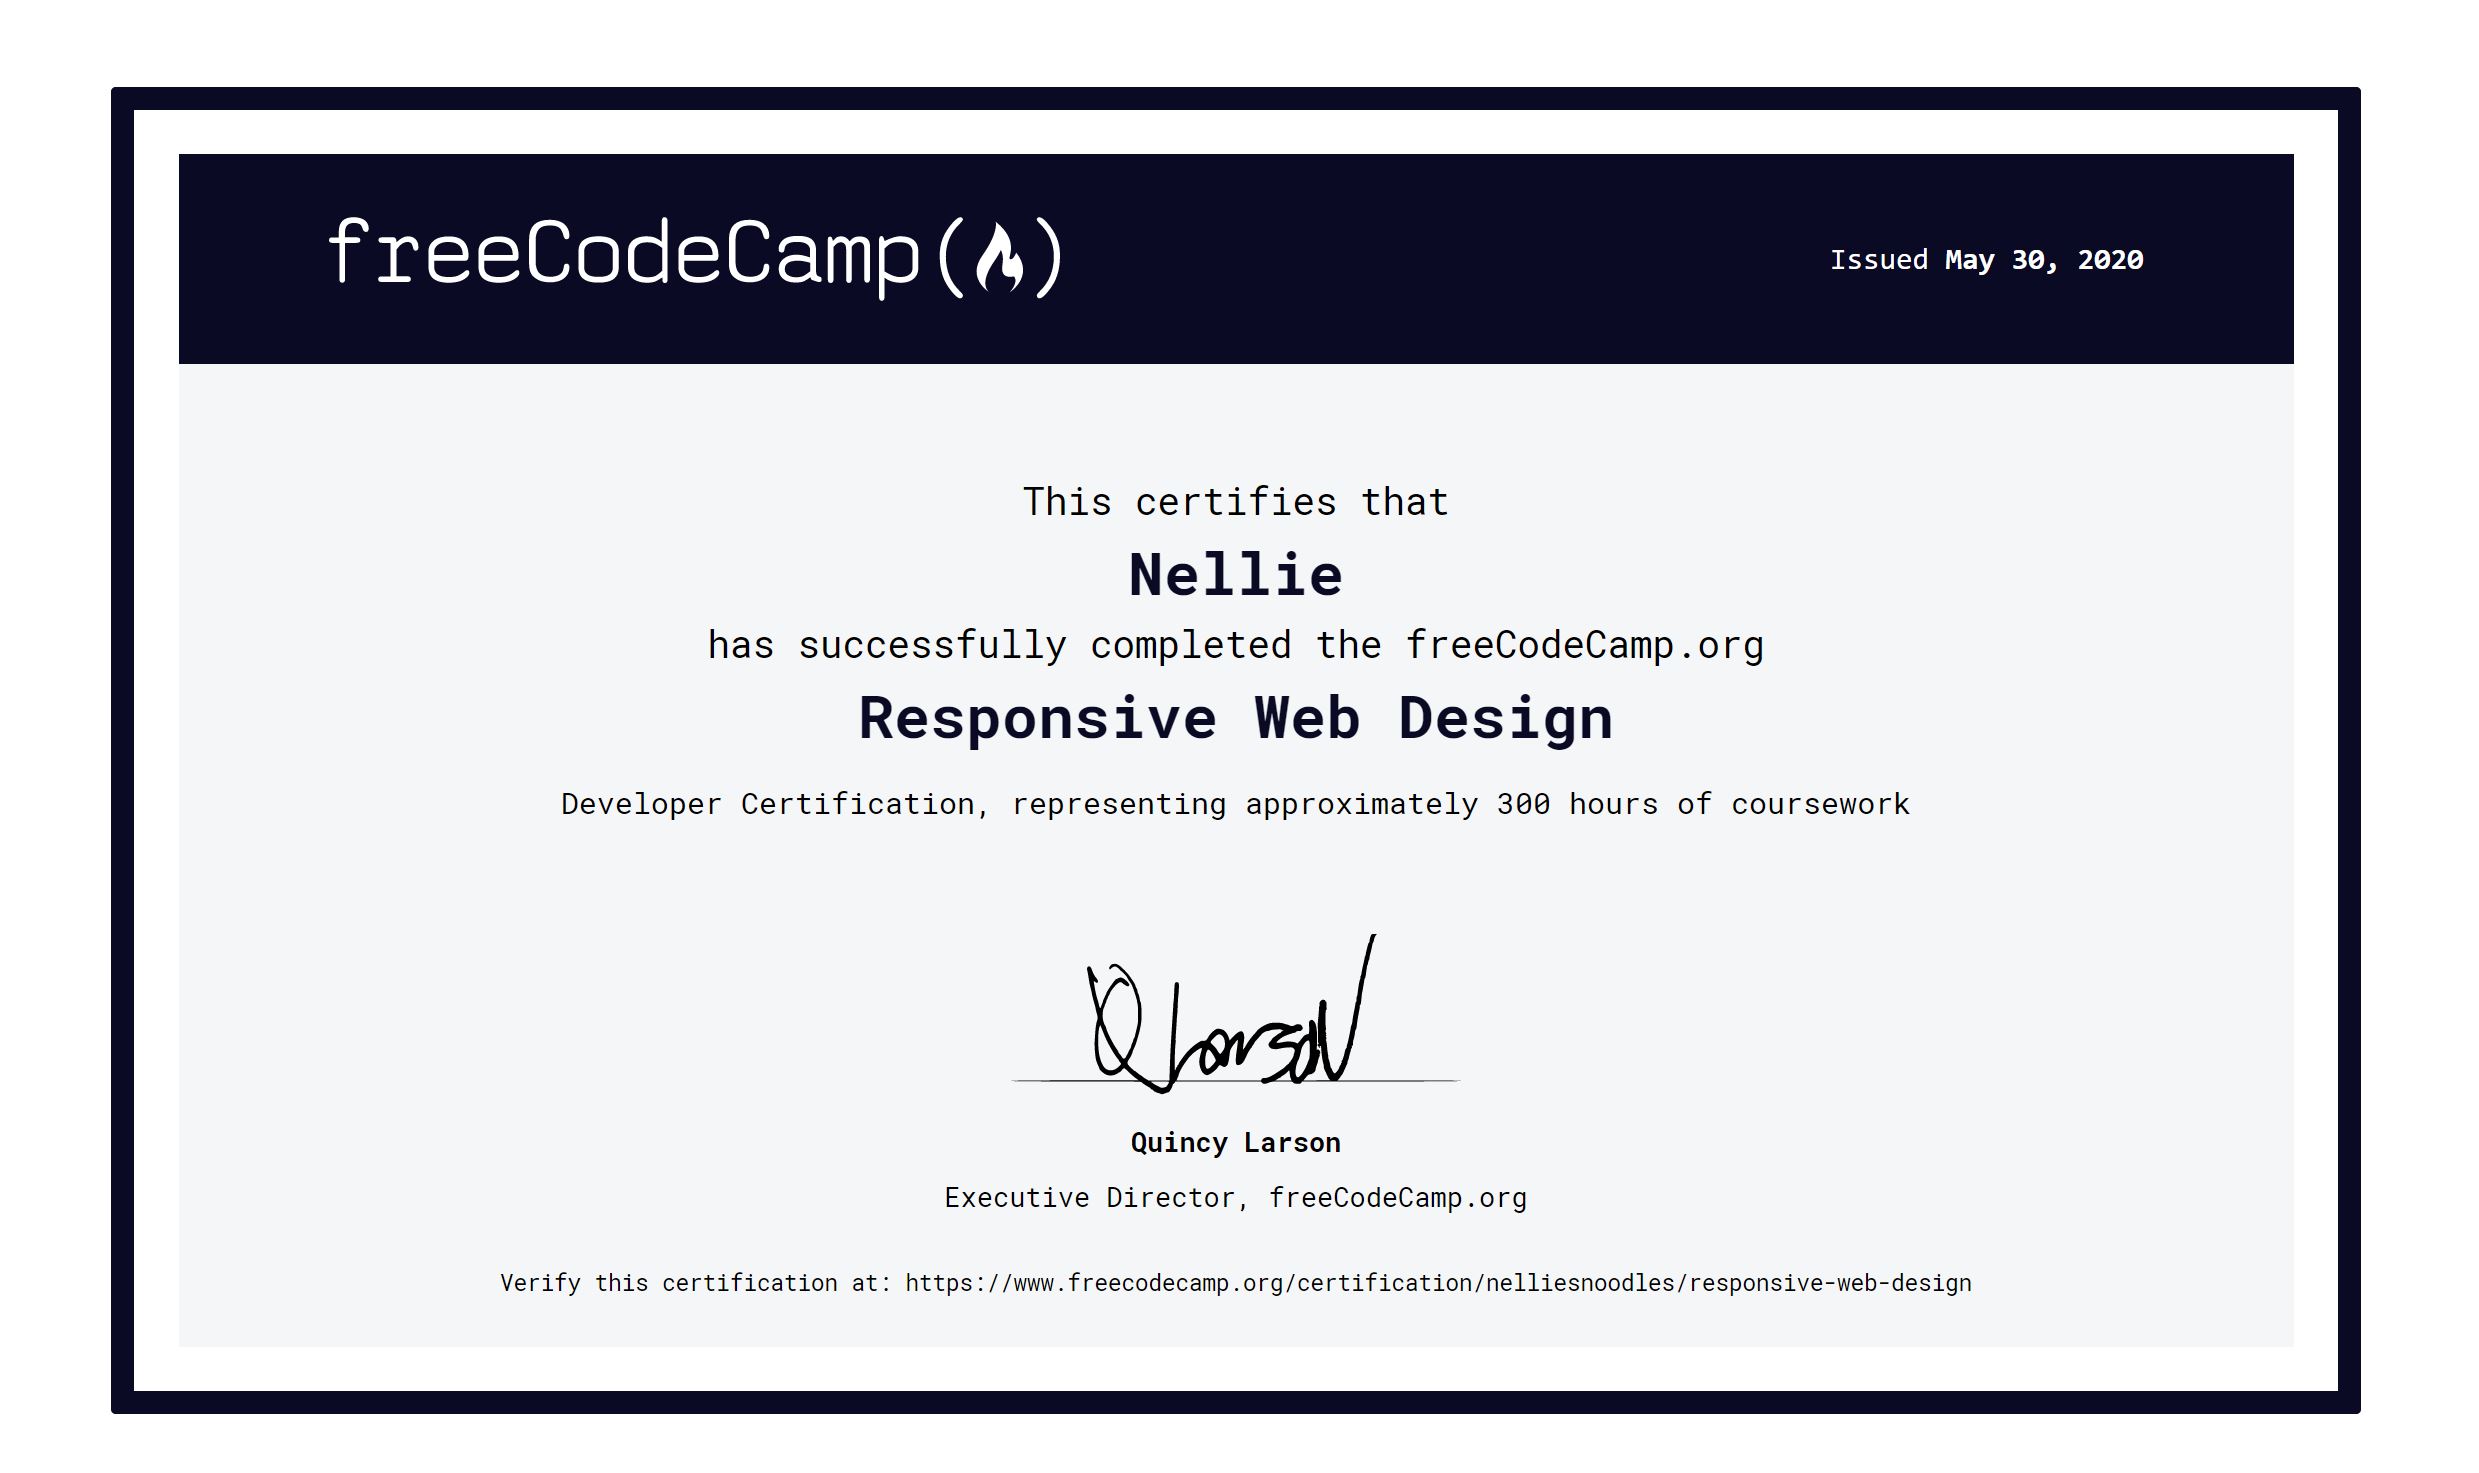 freeCodeCamp(🔥)
Issued May 30, 2020
This certifies that
Nellie
has successfully completed the freeCodeCamp.org
Responsive Web Design
Developer Certification, representing approximately 300 hours of coursework
Q Larson
Quincy Larson
Executive Director, freeCodeCamp.org
Verify this certification at: https://www.freecodecamp.org/certification/nelliesnoodles/responsive-web-design